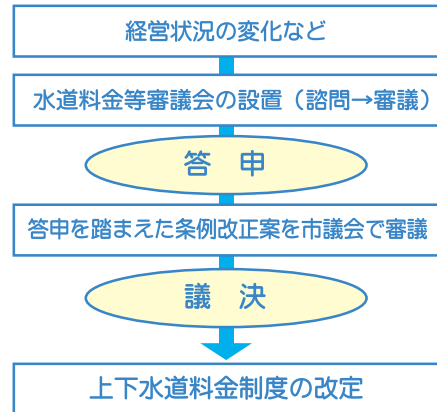 経営状況の変化など
水道料金等審議会の設置（諮問→審議）
答　申
答申を踏まえた条例改正案を市議会で審議
議　決
上下水道料金制度の改定